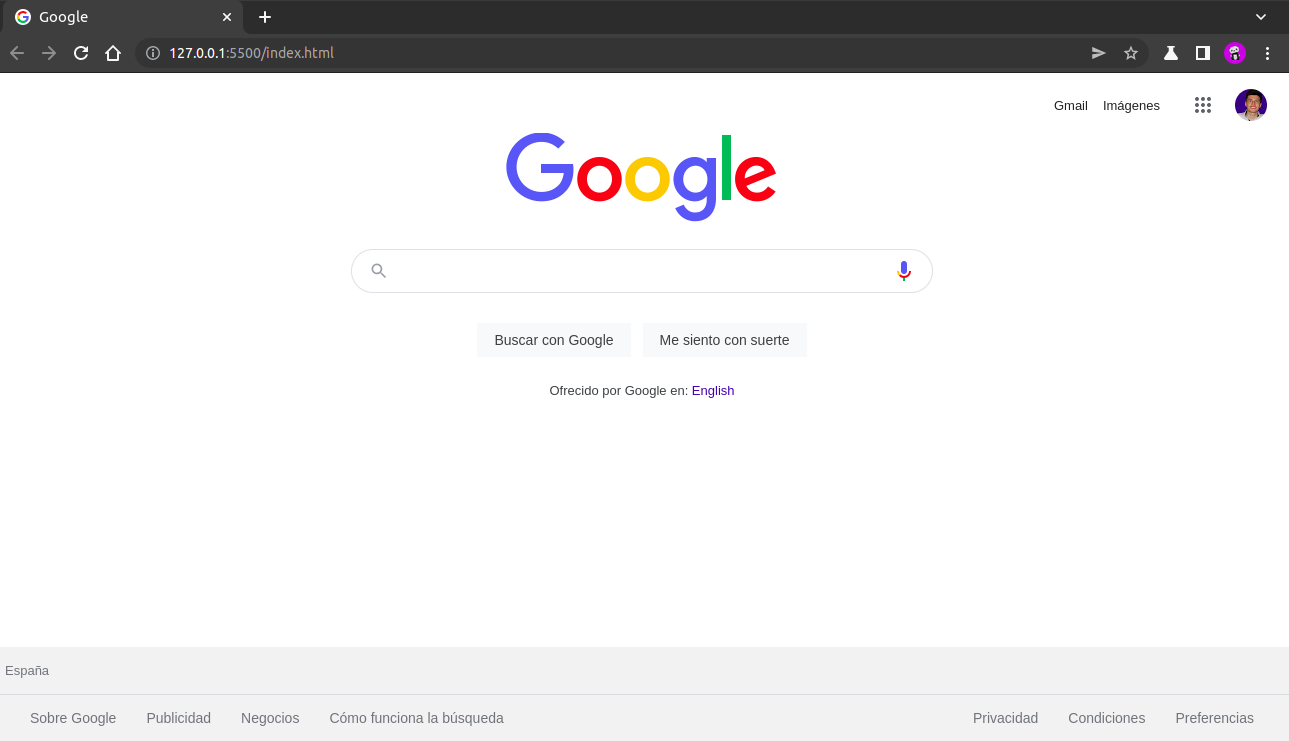 Google
127.0.0.1:5500/index.html
Gmail Imágenes
Google
Buscar con Google Me siento con suerte
Ofrecido por Google en: English
España
Sobre Google Publicidad Negocios Cómo funciona la búsqueda Privacidad Condiciones Preferencias